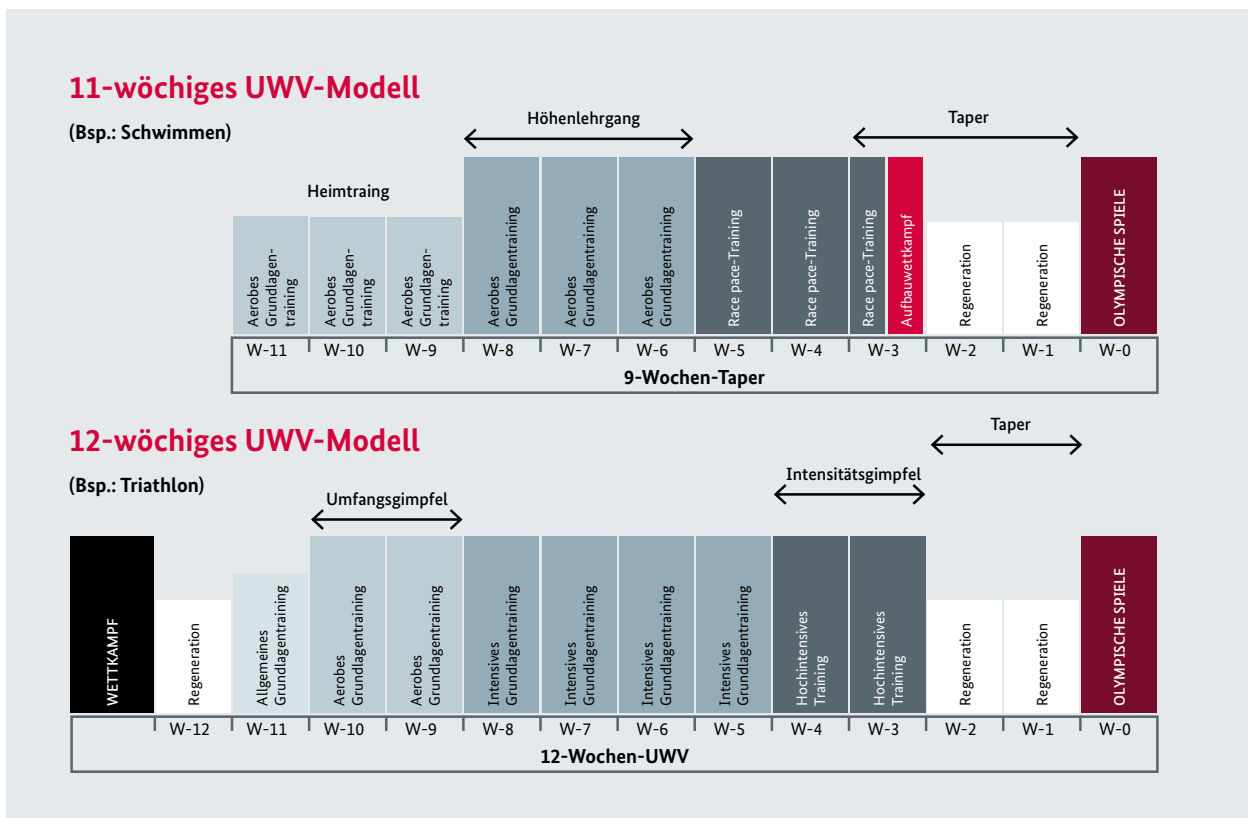 11-wöchiges UWV-Modell
(Bsp.: Schwimmen)
Höhenlehrgang
Taper
Heimtraing
Aerobes
Grundlagen-
training
Aerobes
Grundlagen-
training
Aerobes
Grundlagen-
training
Aerobes
Grundlagentraining
Aerobes
Grundlagentraining
Aerobes
Grundlagentraining
Race pace-Training
Race pace-Training
Race pace-Training
Aufbauwettkampf
Regeneration
Regeneration
OLYMPISCHE SPIELE
W-11 W-10 W-9 W-8 W-7 W-6 W-5 W-4 W-3 W-2 W-1 W-0
9-Wochen-Taper
12-wöchiges UWV-Modell
(Bsp.: Triathlon)
Taper
Intensitätsgimpfel
Umfangsgimpfel
WETTKAMPF
Regeneration
Allgemeines
Grundlagentraining
Aerobes
Grundlagentraining
Aerobes
Grundlagentraining
Intensives
Grundlagentraining
Intensives
Grundlagentraining
Intensives
Grundlagentraining
Intensives
Grundlagentraining
Hochintensives
Training
Hochintensives
Training
Regeneration
Regeneration
OLYMPISCHE SPIELE
W-12 W-11 W-10 W-9 W-8 W-7 W-6 W-5 W-4 W-3 W-2 W-1 W-0
12-Wochen-UWV